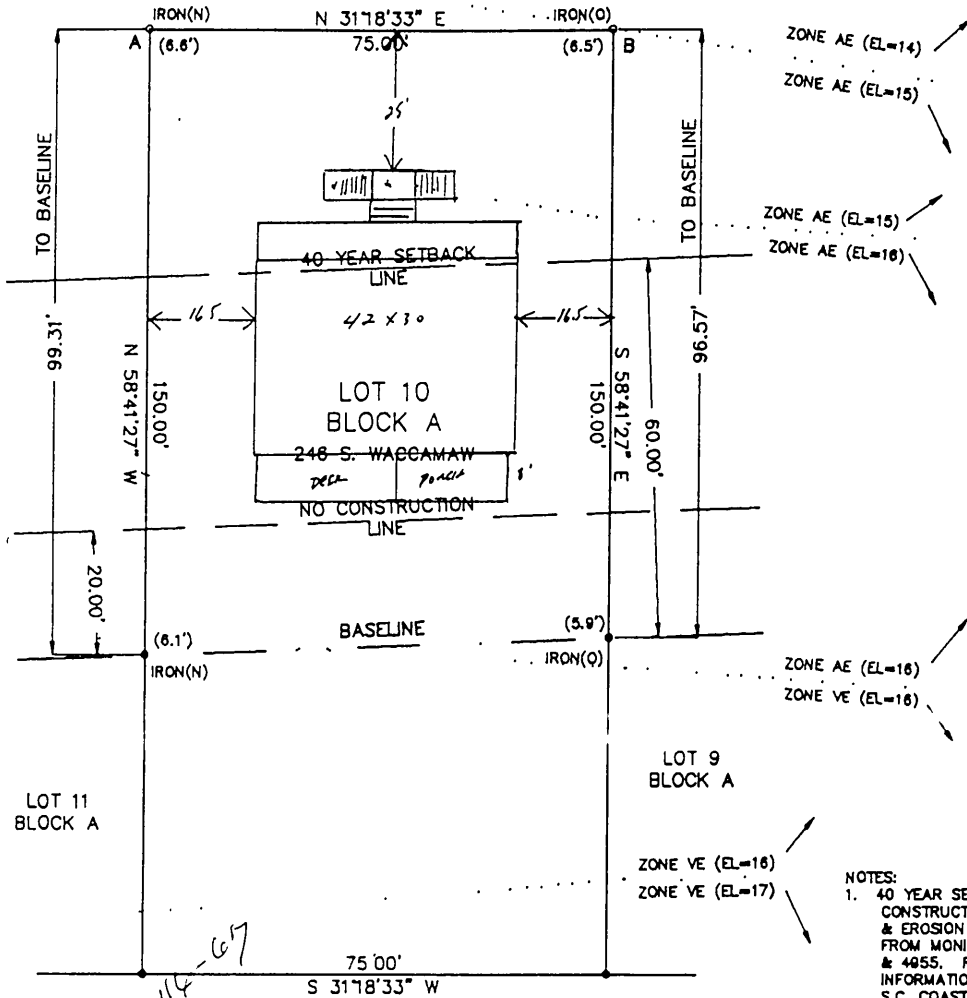 IRON(N)
N 31°18'33" E
IRON(O)
A
(6.6')
75.00'
(6.5')
B
ZONE AE (EL=14)
ZONE AE (EL=15)
25'
TO BASELINE
TO BASELINE
ZONE AE (EL=15)
ZONE AE (EL=16)
40 YEAR SETBACK
LINE
16.5
42 x 30
16.5
99.31'
96.57'
N 58°41'27" W
150.00'
S 58°41'27" E
150.00'
60.00'
LOT 10
BLOCK A
246 S. WACCAMAW
DECK
PORCH
8'
NO CONSTRUCTION
LINE
20.00'
(6.1')
BASELINE
(5.9')
IRON(N)
IRON(O)
ZONE AE (EL=16)
ZONE VE (EL=16)
LOT 9
BLOCK A
LOT 11
BLOCK A
ZONE VE (EL=16)
ZONE VE (EL=17)
NOTES:
1. 40 YEAR SE
CONSTRUCT
& EROSION
FROM MONI
& 4955. F
INFORMATIO
S.C. COAST
75.00'
S 31°18'33" W